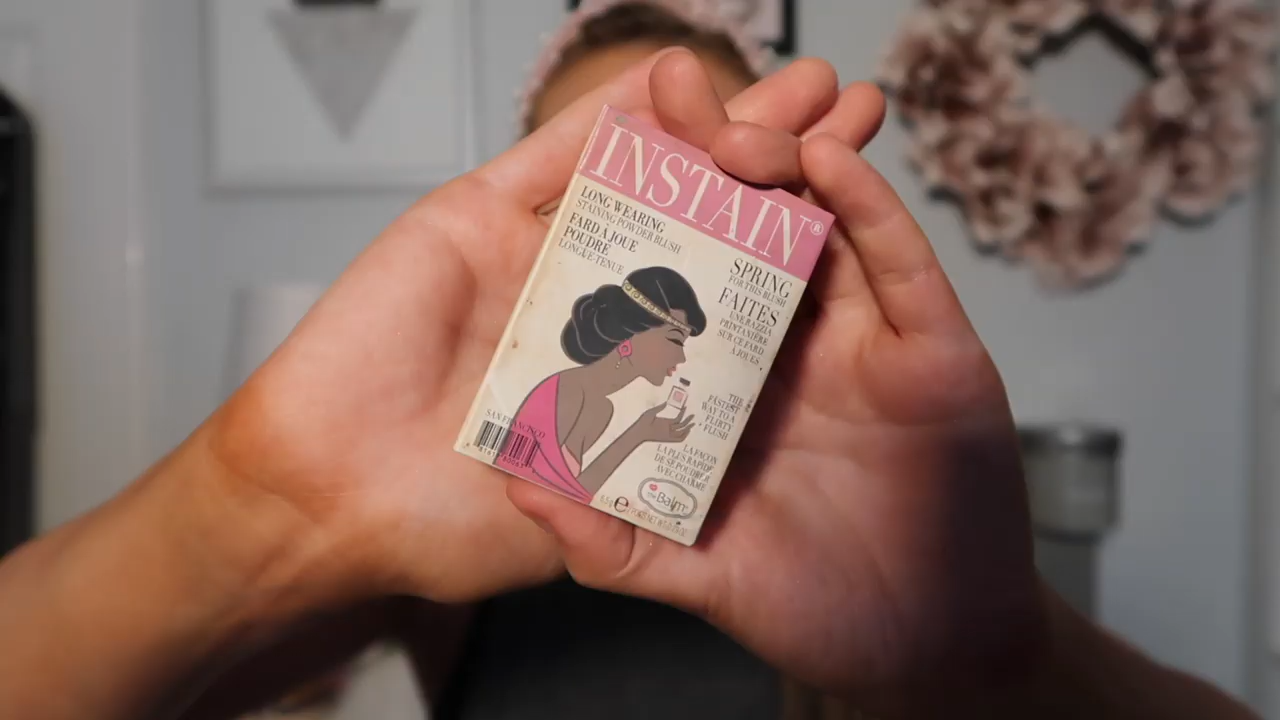 INSTAIN®
LONG WEARING
STAINING POWDER BLUSH
FARD À JOUE
POUDRE
LONGUE-TENUE
SPRING
FOR THIS BLUSH
FAITES
UNE RAZZIA
PRINTANIÈRE
SUR CE FARD
À JOUES.
THE
FASTEST
WAY TO A
FLIRTY
FLUSH
LA FAÇON
LA PLUS RAPIDE
DE SE POUDRER
AVEC CHARME
SAN FRANCISCO
theBalm®
6.5g e